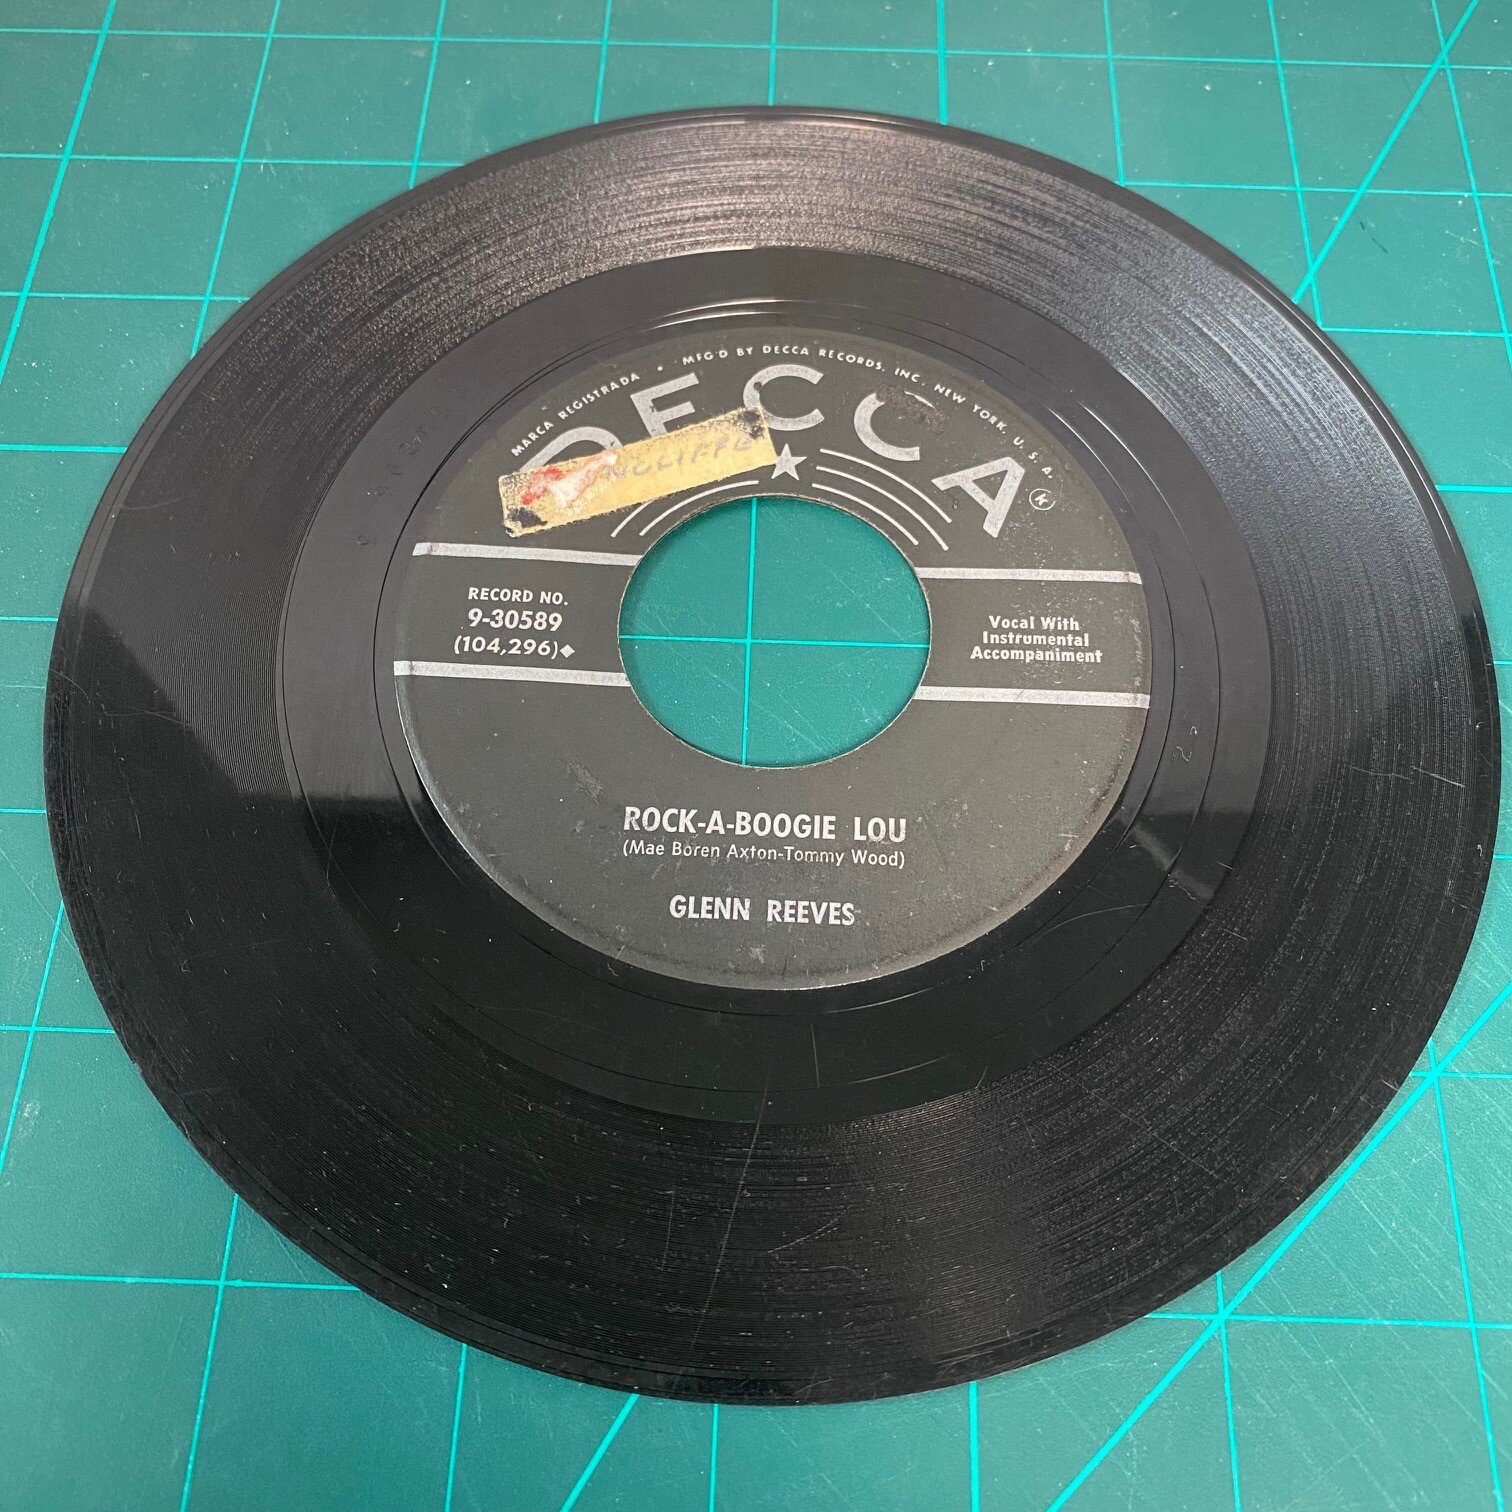 MARCA REGISTRADA • MFG'D BY DECCA RECORDS, INC., NEW YORK, U. S. A.
DECCA
RECORD NO.
9-30589
(104,296)◆
Vocal With
Instrumental
Accompaniment
ROCK-A-BOOGIE LOU
(Mae Boren Axton-Tommy Wood)
GLENN REEVES